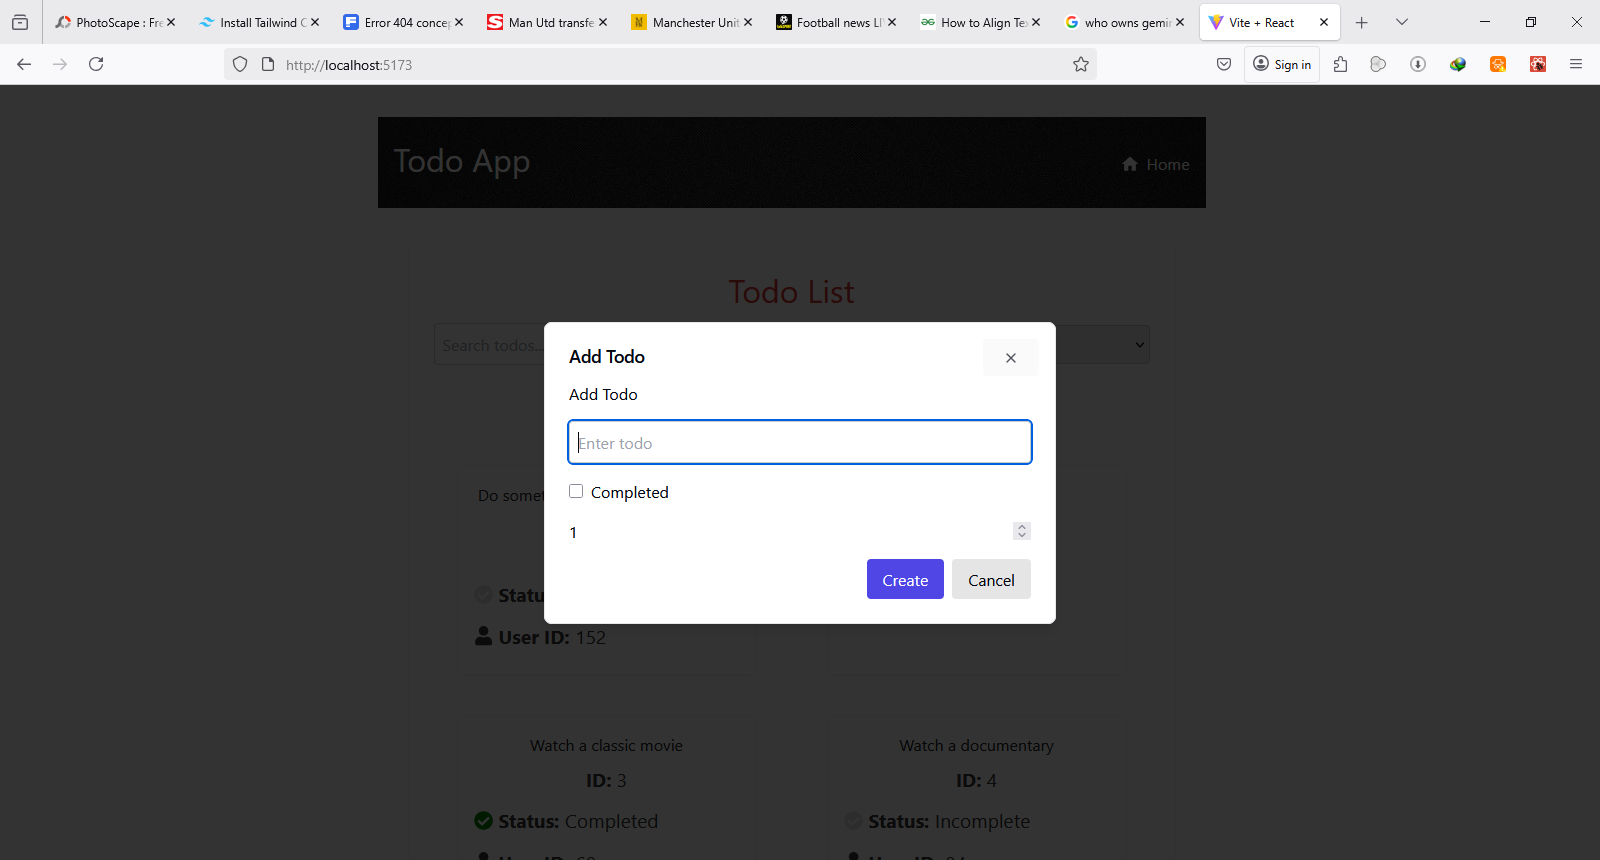 PhotoScape : Fre
Install Tailwind C
Error 404 concep
Man Utd transfe
Manchester Unit
Football news LI
How to Align Tex
who owns gemin
Vite + React
http://localhost:5173
Sign in
Todo App
Home
Todo List
Search todos...
Add Todo
Add Todo
Enter todo
Completed
1
Create
Cancel
Do somet
Statu
User ID: 152
Watch a classic movie
ID: 3
Status: Completed
Watch a documentary
ID: 4
Status: Incomplete